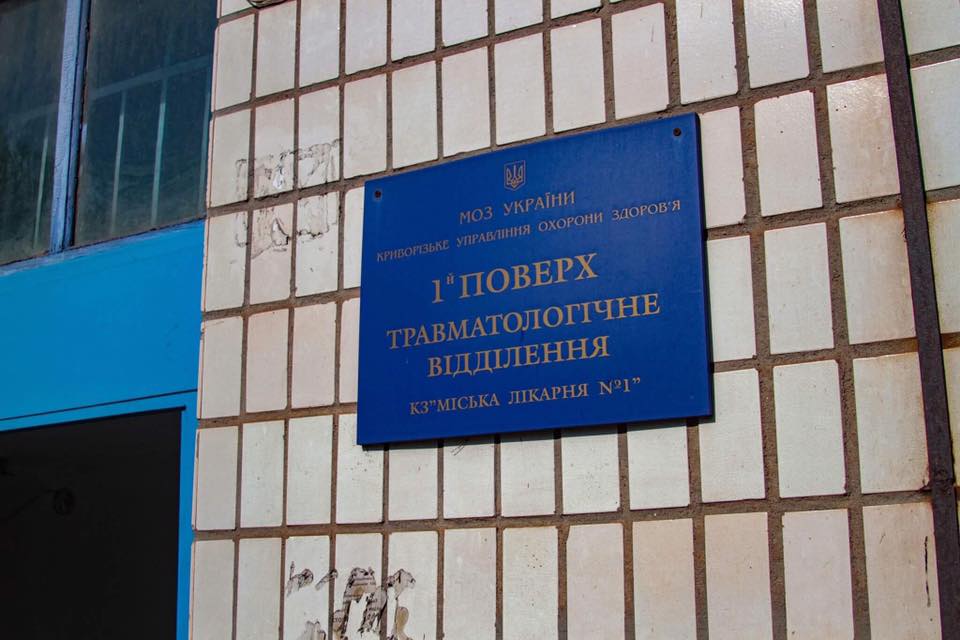 МОЗ УКРАЇНИ
КРИВОРІЗЬКЕ УПРАВЛІННЯ ОХОРОНИ ЗДОРОВ'Я
1й ПОВЕРХ
ТРАВМАТОЛОГІЧНЕ
ВІДДІЛЕННЯ
КЗ"МІСЬКА ЛІКАРНЯ №1"